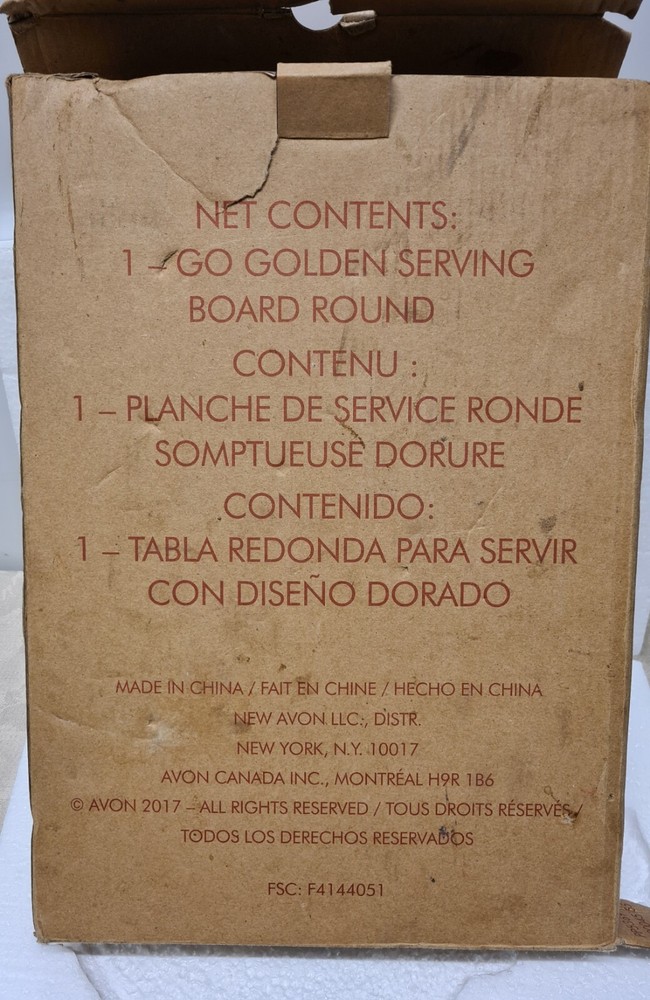 NET CONTENTS:
1 – GO GOLDEN SERVING
BOARD ROUND
CONTENU :
1 – PLANCHE DE SERVICE RONDE
SOMPTUEUSE DORURE
CONTENIDO:
1 – TABLA REDONDA PARA SERVIR
CON DISEÑO DORADO
MADE IN CHINA / FAIT EN CHINE / HECHO EN CHINA
NEW AVON LLC., DISTR.
NEW YORK, N.Y. 10017
AVON CANADA INC., MONTRÉAL H9R 1B6
© AVON 2017 – ALL RIGHTS RESERVED / TOUS DROITS RÉSERVÉS /
TODOS LOS DERECHOS RESERVADOS
FSC: F4144051